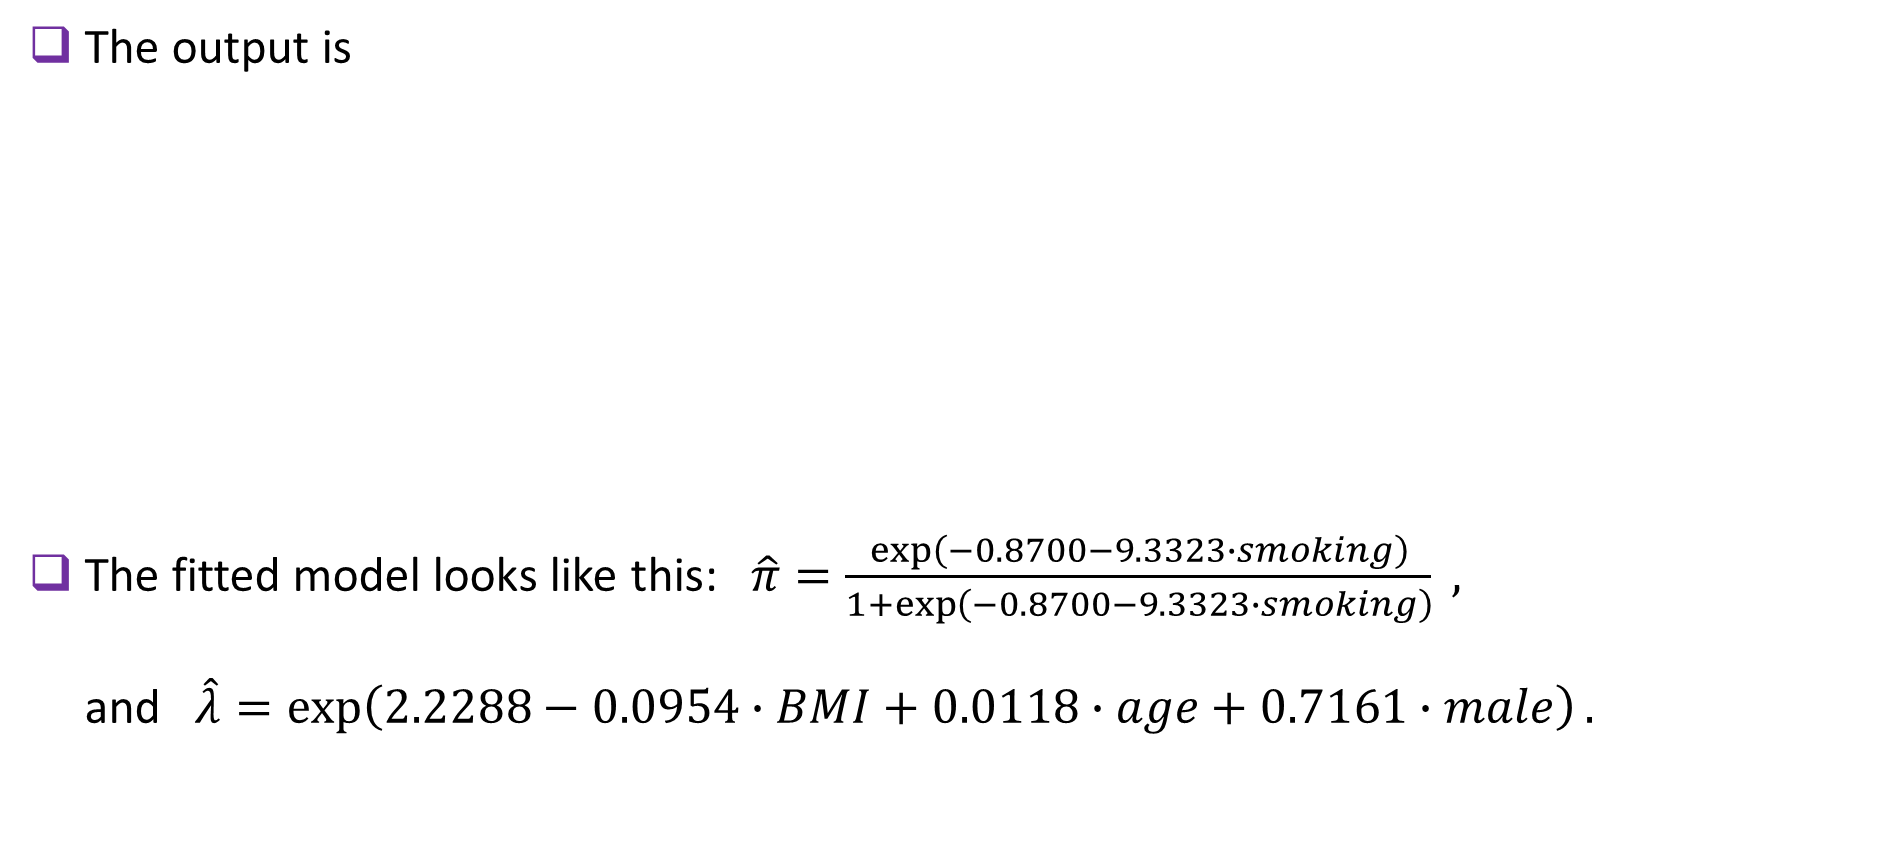 ❑ The output is
❑ The fitted model looks like this: π̂ = exp(−0.8700−9.3323·smoking) / 1+exp(−0.8700−9.3323·smoking) ,
and λ̂ = exp(2.2288 − 0.0954 · BMI + 0.0118 · age + 0.7161 · male) .